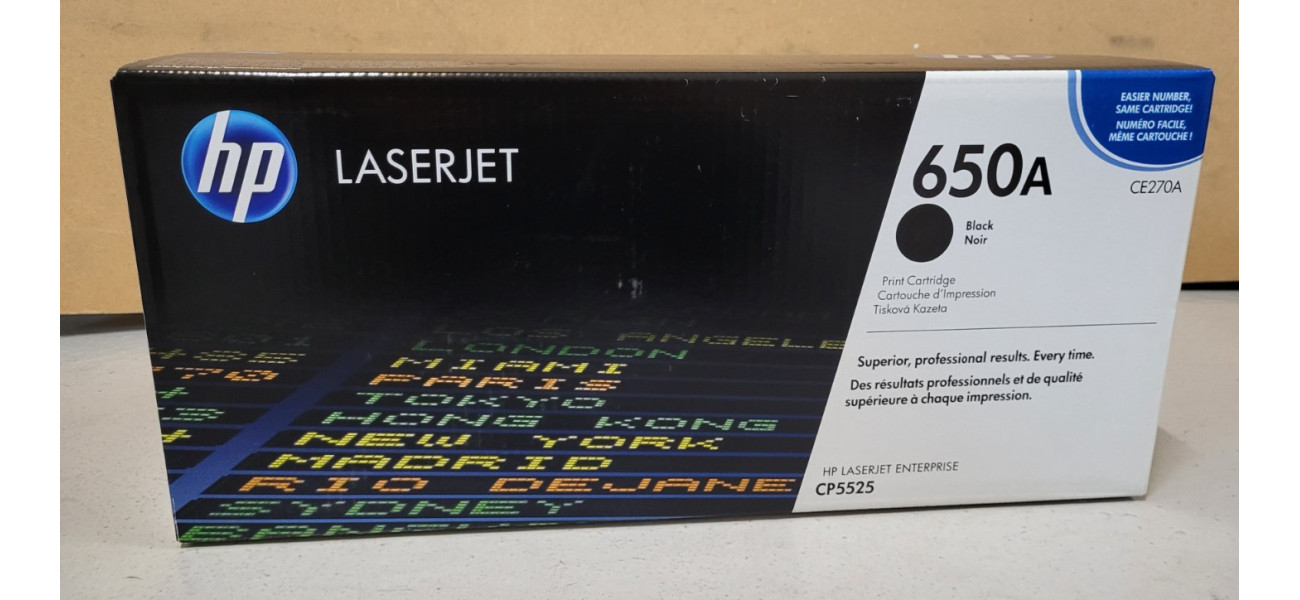 hp
LASERJET
650A
EASIER NUMBER,
SAME CARTRIDGE!
NUMÉRO FACILE,
MÊME CARTOUCHE !
CE270A
Black
Noir
Print Cartridge
Cartouche d'Impression
Tisková Kazeta
Superior, professional results. Every time.
Des résultats professionnels et de qualité
supérieure à chaque impression.
HP LASERJET ENTERPRISE
CP5525
LOS ANGELE
LONDON
MIAMI
PARIS
TOKYO
HONG KONG
NEW YORK
MADRID
RIO DEJANE
SYDNEY